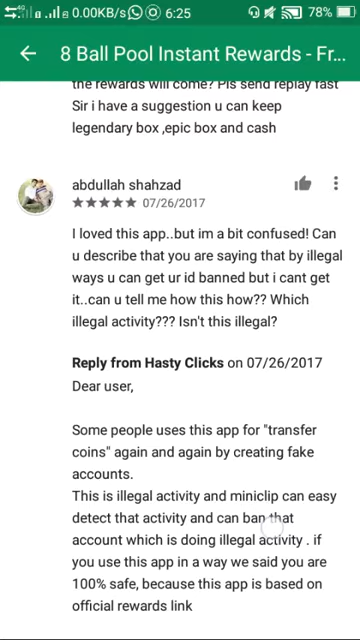 4G 0.00KB/s 6:25 78%
8 Ball Pool Instant Rewards - Fr...
the rewards will come? Pls send replay fast
Sir i have a suggestion u can keep
legendary box ,epic box and cash
abdullah shahzad
★★★★★ 07/26/2017
I loved this app..but im a bit confused! Can
u describe that you are saying that by illegal
ways u can get ur id banned but i cant get
it..can u tell me how this how?? Which
illegal activity??? Isn't this illegal?
Reply from Hasty Clicks on 07/26/2017
Dear user,
Some people uses this app for "transfer
coins" again and again by creating fake
accounts.
This is illegal activity and miniclip can easy
detect that activity and can ban that
account which is doing illegal activity . if
you use this app in a way we said you are
100% safe, because this app is based on
official rewards link